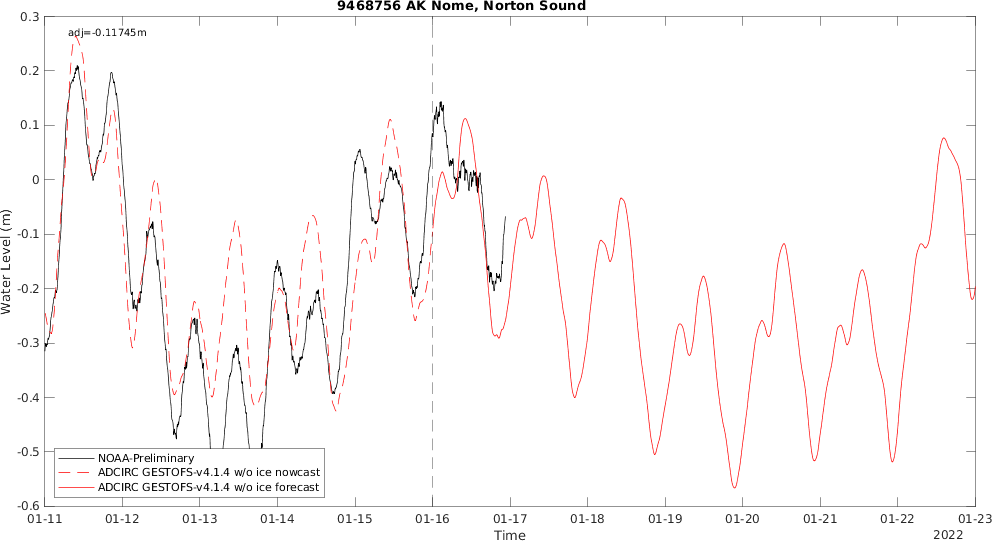 9468756 AK Nome, Norton Sound
adj=-0.11745m
0.3
0.2
0.1
0
-0.1
-0.2
-0.3
-0.4
-0.5
-0.6
Water Level (m)
NOAA-Preliminary
ADCIRC GESTOFS-v4.1.4 w/o ice nowcast
ADCIRC GESTOFS-v4.1.4 w/o ice forecast
01-11 01-12 01-13 01-14 01-15 01-16 01-17 01-18 01-19 01-20 01-21 01-22 01-23
Time
2022